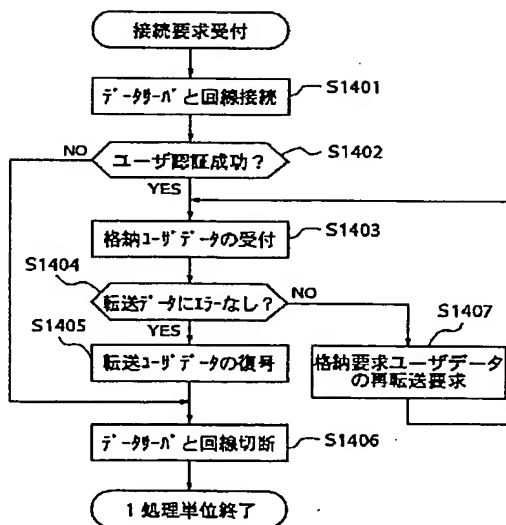 接続要求受付
データサーバと回線接続
S1401
ユーザ認証成功?
S1402
NO
YES
格納ユーザデータの受付
S1403
S1404
転送データにエラーなし?
NO
YES
S1405
転送ユーザデータの復号
S1407
格納要求ユーザデータ
の再転送要求
データサーバと回線切断
S1406
1処理単位終了